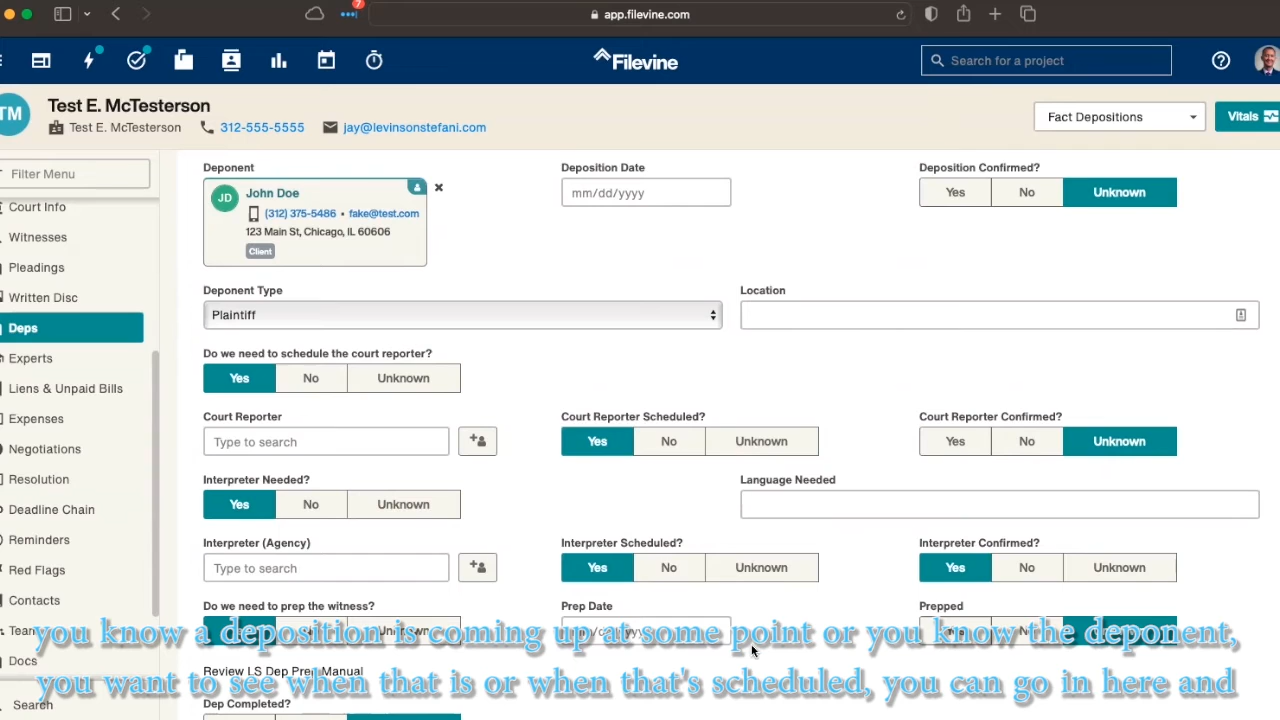 7
app.filevine.com
Filevine
Search for a project
TM
Test E. McTesterson
Test E. McTesterson 312-555-5555 jay@levinsonstefani.com
Fact Depositions
Vitals
Filter Menu
Court Info
Witnesses
Pleadings
Written Disc
Deps
Experts
Liens & Unpaid Bills
Expenses
Negotiations
Resolution
Deadline Chain
Reminders
Red Flags
Contacts
Team
Docs
Search
Deponent
JD
John Doe
(312) 375-5486 • fake@test.com
123 Main St, Chicago, IL 60606
Client
Deposition Date
mm/dd/yyyy
Deposition Confirmed?
Yes No Unknown
Deponent Type
Plaintiff
Location
Do we need to schedule the court reporter?
Yes No Unknown
Court Reporter
Type to search
Court Reporter Scheduled?
Yes No Unknown
Court Reporter Confirmed?
Yes No Unknown
Interpreter Needed?
Yes No Unknown
Language Needed
Interpreter (Agency)
Type to search
Interpreter Scheduled?
Yes No Unknown
Interpreter Confirmed?
Yes No Unknown
Do we need to prep the witness?
Prep Date
mm/dd/yyyy
Prepped
Review LS Dep Prep Manual
Dep Completed?
you know a deposition is coming up at some point or you know the deponent,
you want to see when that is or when that's scheduled, you can go in here and